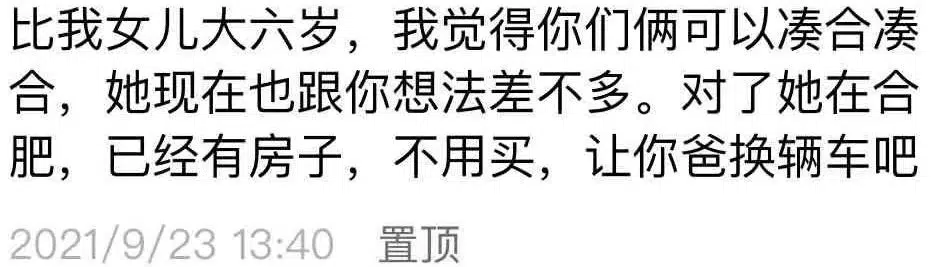 比我女儿大六岁，我觉得你们俩可以凑合凑
合，她现在也跟你想法差不多。对了她在合
肥，已经有房子，不用买，让你爸换辆车吧
2021/9/23 13:40 置顶